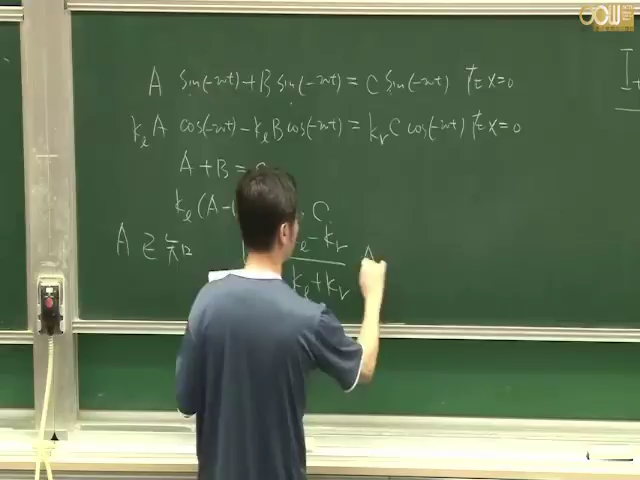 A sin(-wt) + B sin(-wt) = C sin(-wt) 在 x=0
k_l A cos(-wt) - k_l B cos(-wt) = k_r C cos(-wt) 在 x=0
A + B =
k_l (A - C
A 已知 - k_r A
k_l + k_r
OCW